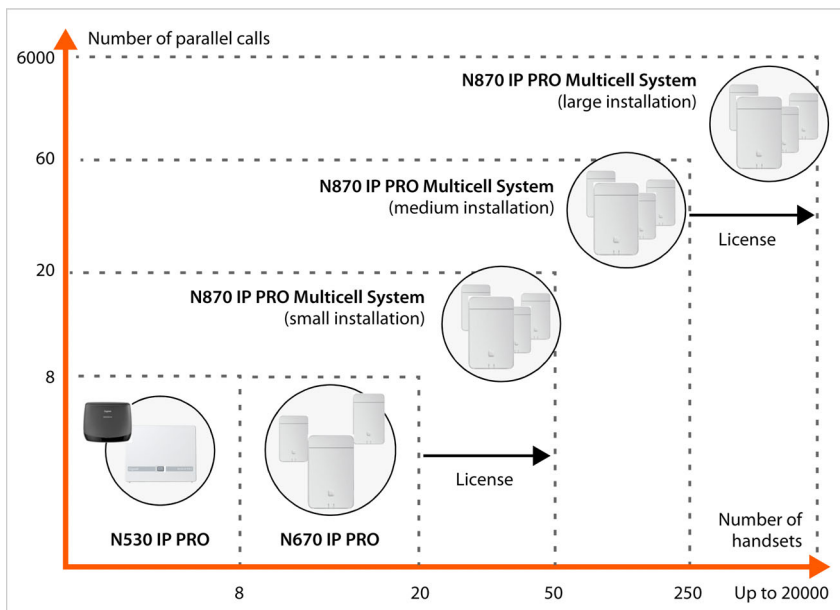 Number of parallel calls
6000
N870 IP PRO Multicell System
(large installation)
60
N870 IP PRO Multicell System
(medium installation)
License
20
N870 IP PRO Multicell System
(small installation)
8
License
N530 IP PRO
N670 IP PRO
Number of
handsets
8
20
50
250
Up to 20000